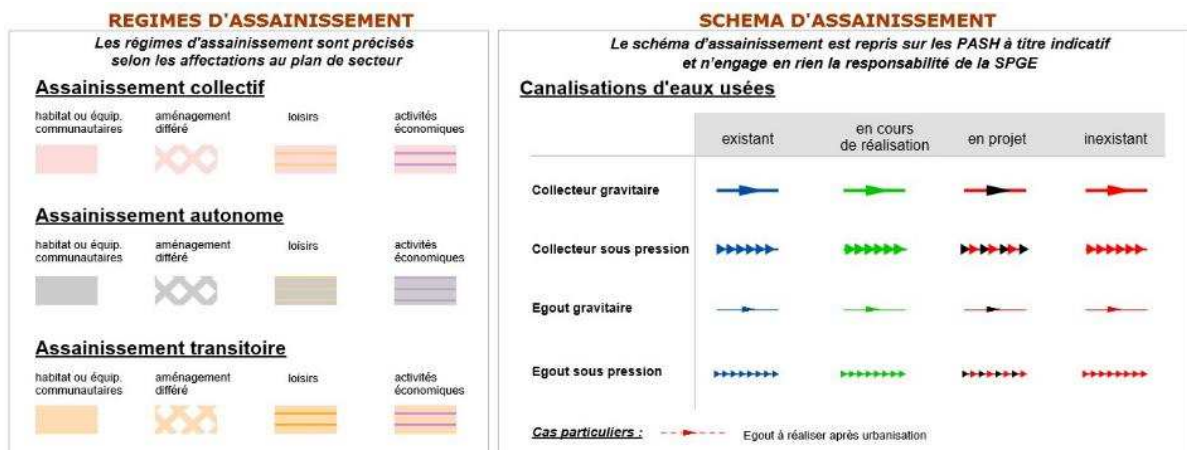 REGIMES D'ASSAINISSEMENT
Les régimes d'assainissement sont précisés
selon les affectations au plan de secteur
Assainissement collectif
habitat ou équip. communautaires
aménagement différé
loisirs
activités économiques
Assainissement autonome
habitat ou équip. communautaires
aménagement différé
loisirs
activités économiques
Assainissement transitoire
habitat ou équip. communautaires
aménagement différé
loisirs
activités économiques
SCHEMA D'ASSAINISSEMENT
Le schéma d'assainissement est repris sur les PASH à titre indicatif
et n'engage en rien la responsabilité de la SPGE
Canalisations d'eaux usées
existant
en cours de réalisation
en projet
inexistant
Collecteur gravitaire
Collecteur sous pression
Egout gravitaire
Egout sous pression
Cas particuliers : Egout à réaliser après urbanisation